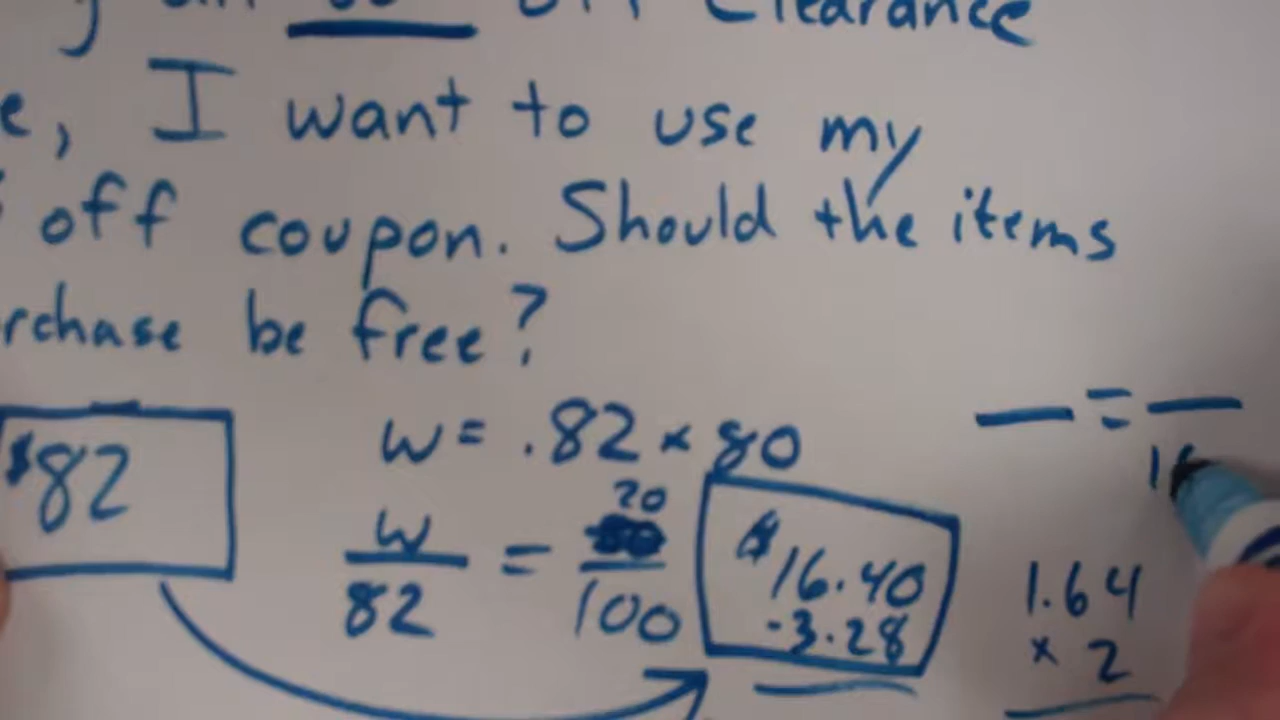 off Clearance
e, I want to use my
off coupon. Should the items
rchase be free?
$82
w = .82 x 80
w/82 = 20/100
$16.40
-3.28
=
1.64
x 2